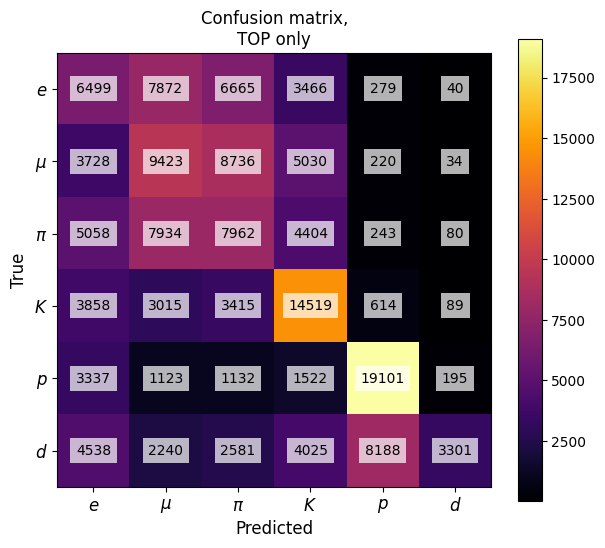 Confusion matrix,
TOP only
True
e 6499 7872 6665 3466 279 40
μ 3728 9423 8736 5030 220 34
π 5058 7934 7962 4404 243 80
K 3858 3015 3415 14519 614 89
p 3337 1123 1132 1522 19101 195
d 4538 2240 2581 4025 8188 3301
e μ π K p d
Predicted
17500
15000
12500
10000
7500
5000
2500